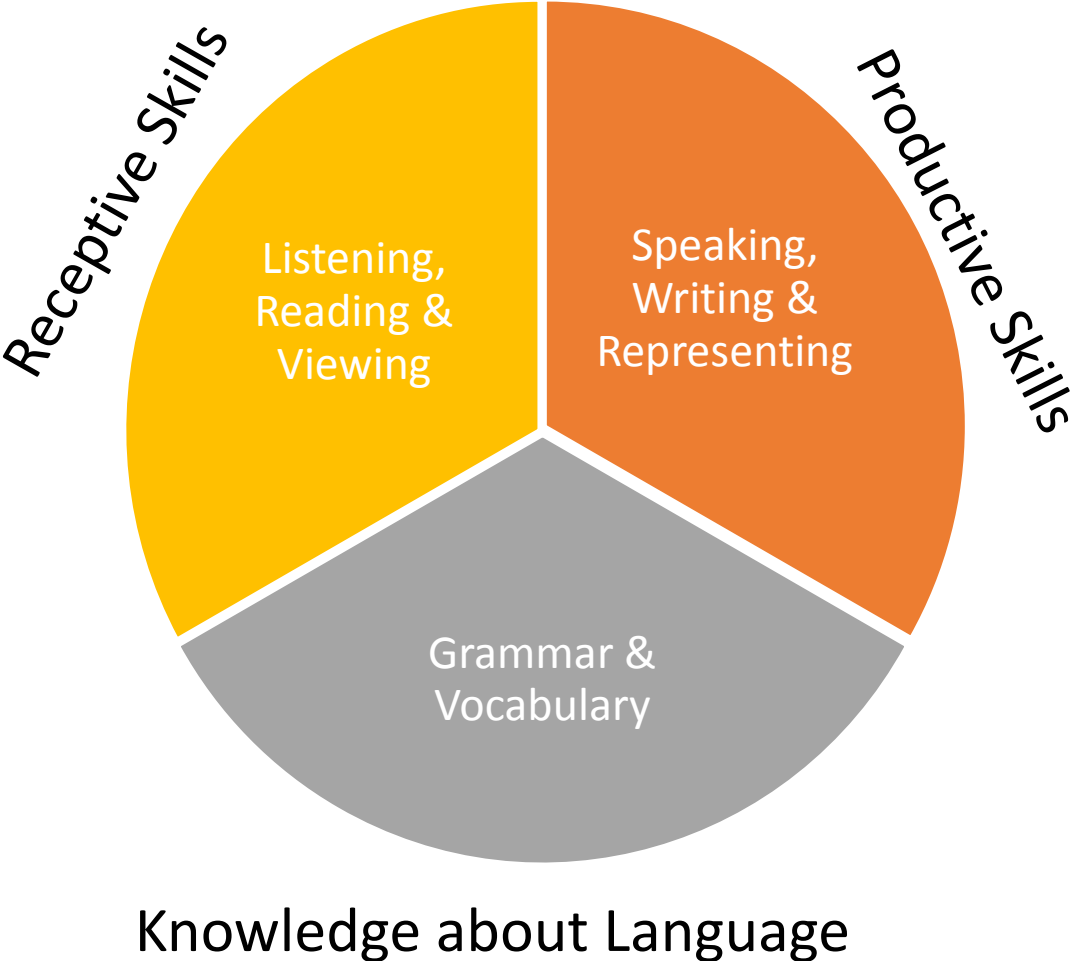 Receptive Skills
Productive Skills
Listening,
Reading &
Viewing
Speaking,
Writing &
Representing
Grammar &
Vocabulary
Knowledge about Language